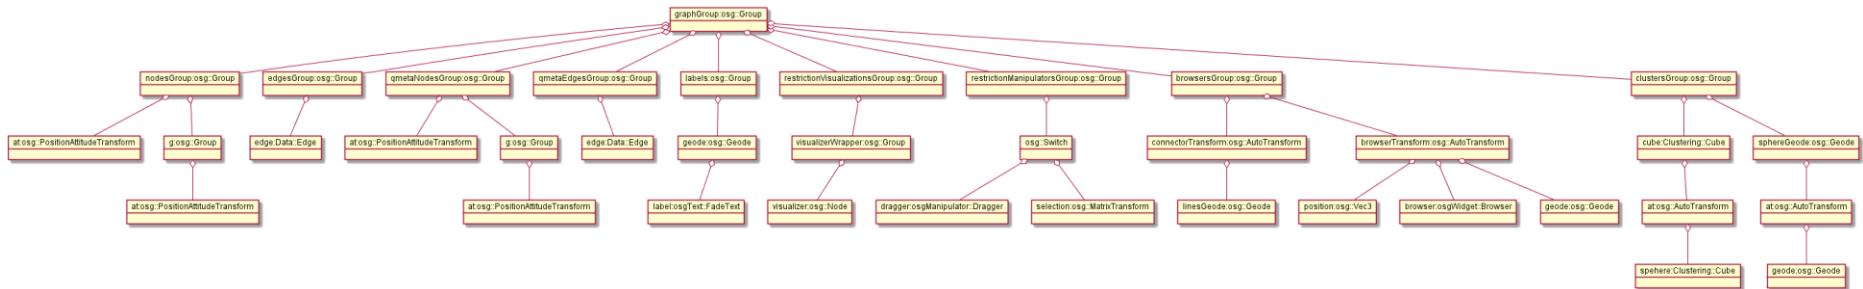 graphGroup:osg::Group
nodesGroup:osg::Group
edgesGroup:osg::Group
qmetaNodesGroup:osg::Group
qmetaEdgesGroup:osg::Group
labels:osg::Group
restrictionVisualizationsGroup:osg::Group
restrictionManipulatorsGroup:osg::Group
browsersGroup:osg::Group
clustersGroup:osg::Group
at:osg::PositionAttitudeTransform
g:osg::Group
edge:Data::Edge
at:osg::PositionAttitudeTransform
g:osg::Group
edge:Data::Edge
geode:osg::Geode
visualizerWrapper:osg::Group
osg::Switch
connectorTransform:osg::AutoTransform
browserTransform:osg::AutoTransform
cube:Clustering::Cube
sphereGeode:osg::Geode
at:osg::PositionAttitudeTransform
at:osg::PositionAttitudeTransform
label:osgText::FadeText
visualizer:osg::Node
dragger:osgManipulator::Dragger
selection:osg::MatrixTransform
linesGeode:osg::Geode
position:osg::Vec3
browser:osgWidget::Browser
geode:osg::Geode
at:osg::AutoTransform
at:osg::AutoTransform
spehere:Clustering::Cube
geode:osg::Geode